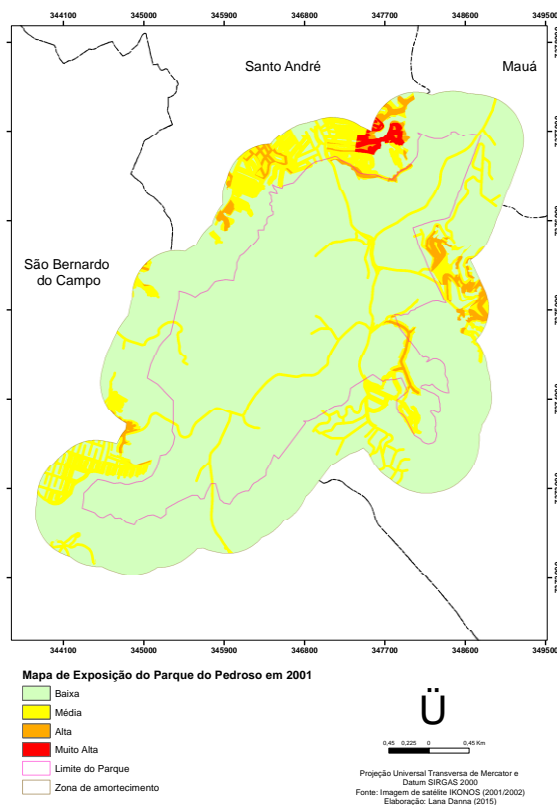 344100 345000 345900 346800 347700 348600 349500
Santo André
Mauá
São Bernardo
do Campo
344100 345000 345900 346800 347700 348600 349500
Mapa de Exposição do Parque do Pedroso em 2001
Baixa
Média
Alta
Muito Alta
Limite do Parque
Zona de amortecimento
Ü
0,45 0,225 0 0,45 Km
Projeção Universal Transversa de Mercator e
Datum SIRGAS 2000
Fonte: Imagem de satélite IKONOS (2001/2002)
Elaboração: Lana Danna (2015)